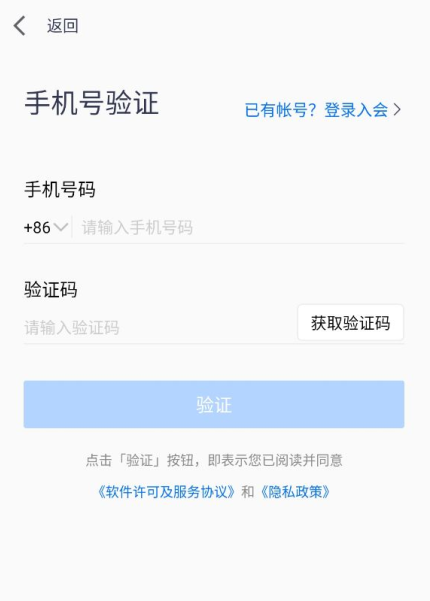 返回
手机号验证
已有帐号？登录入会
手机号码
+86 请输入手机号码
验证码
请输入验证码 获取验证码
验证
点击「验证」按钮，即表示您已阅读并同意
《软件许可及服务协议》和《隐私政策》